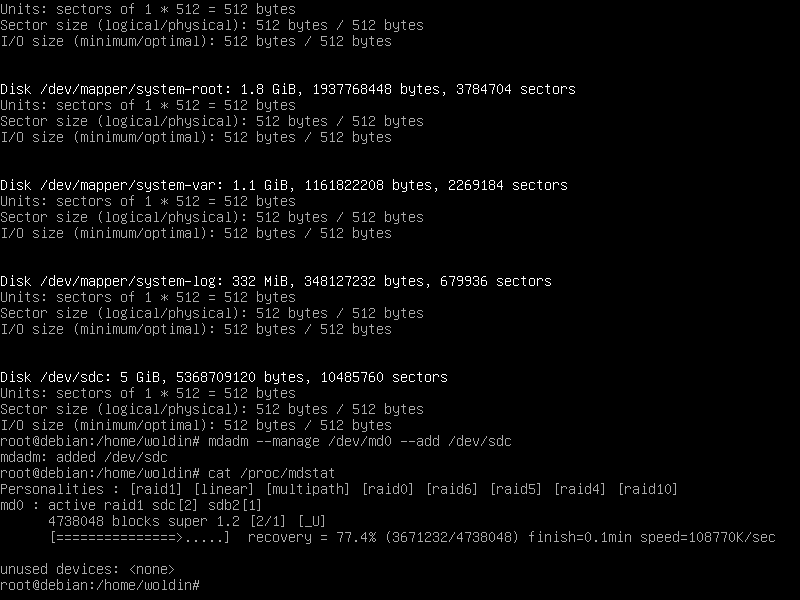 Units: sectors of 1 * 512 = 512 bytes
Sector size (logical/physical): 512 bytes / 512 bytes
I/O size (minimum/optimal): 512 bytes / 512 bytes
Disk /dev/mapper/system-root: 1.8 GiB, 1937768448 bytes, 3784704 sectors
Units: sectors of 1 * 512 = 512 bytes
Sector size (logical/physical): 512 bytes / 512 bytes
I/O size (minimum/optimal): 512 bytes / 512 bytes
Disk /dev/mapper/system-var: 1.1 GiB, 1161822208 bytes, 2269184 sectors
Units: sectors of 1 * 512 = 512 bytes
Sector size (logical/physical): 512 bytes / 512 bytes
I/O size (minimum/optimal): 512 bytes / 512 bytes
Disk /dev/mapper/system-log: 332 MiB, 348127232 bytes, 679936 sectors
Units: sectors of 1 * 512 = 512 bytes
Sector size (logical/physical): 512 bytes / 512 bytes
I/O size (minimum/optimal): 512 bytes / 512 bytes
Disk /dev/sdc: 5 GiB, 5368709120 bytes, 10485760 sectors
Units: sectors of 1 * 512 = 512 bytes
Sector size (logical/physical): 512 bytes / 512 bytes
I/O size (minimum/optimal): 512 bytes / 512 bytes
root@debian:/home/woldin# mdadm --manage /dev/md0 --add /dev/sdc
mdadm: added /dev/sdc
root@debian:/home/woldin# cat /proc/mdstat
Personalities : [raid1] [linear] [multipath] [raid0] [raid6] [raid5] [raid4] [raid10]
md0 : active raid1 sdc[2] sdb2[1]
      4738048 blocks super 1.2 [2/1] [_U]
      [===============>.....]  recovery = 77.4% (3671232/4738048) finish=0.1min speed=108770K/sec
unused devices: <none>
root@debian:/home/woldin#